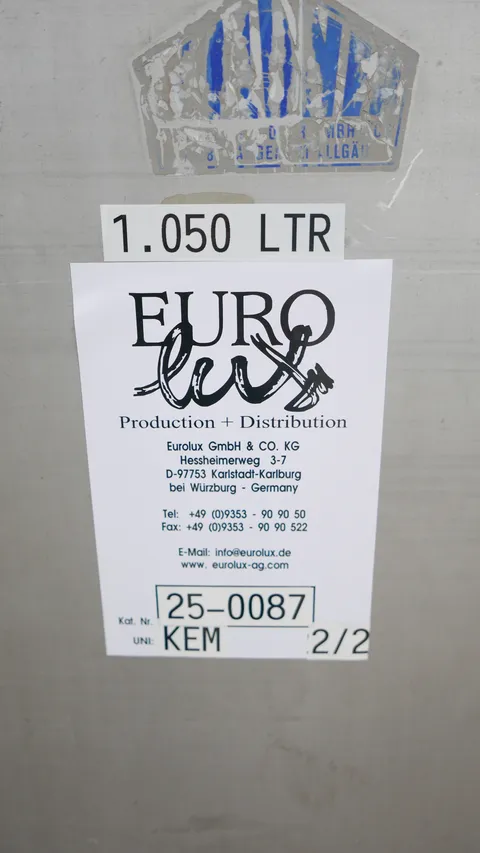 1.050 LTR
EURO
lux
Production + Distribution
Eurolux GmbH & CO. KG
Hessheimerweg 3-7
D-97753 Karlstadt-Karlburg
bei Würzburg - Germany
Tel: +49 (0)9353 - 90 90 50
Fax: +49 (0)9353 - 90 90 522
E-Mail: info@eurolux.de
www. eurolux-ag.com
Kat. Nr. 25-0087
UNI: KEM 2/2